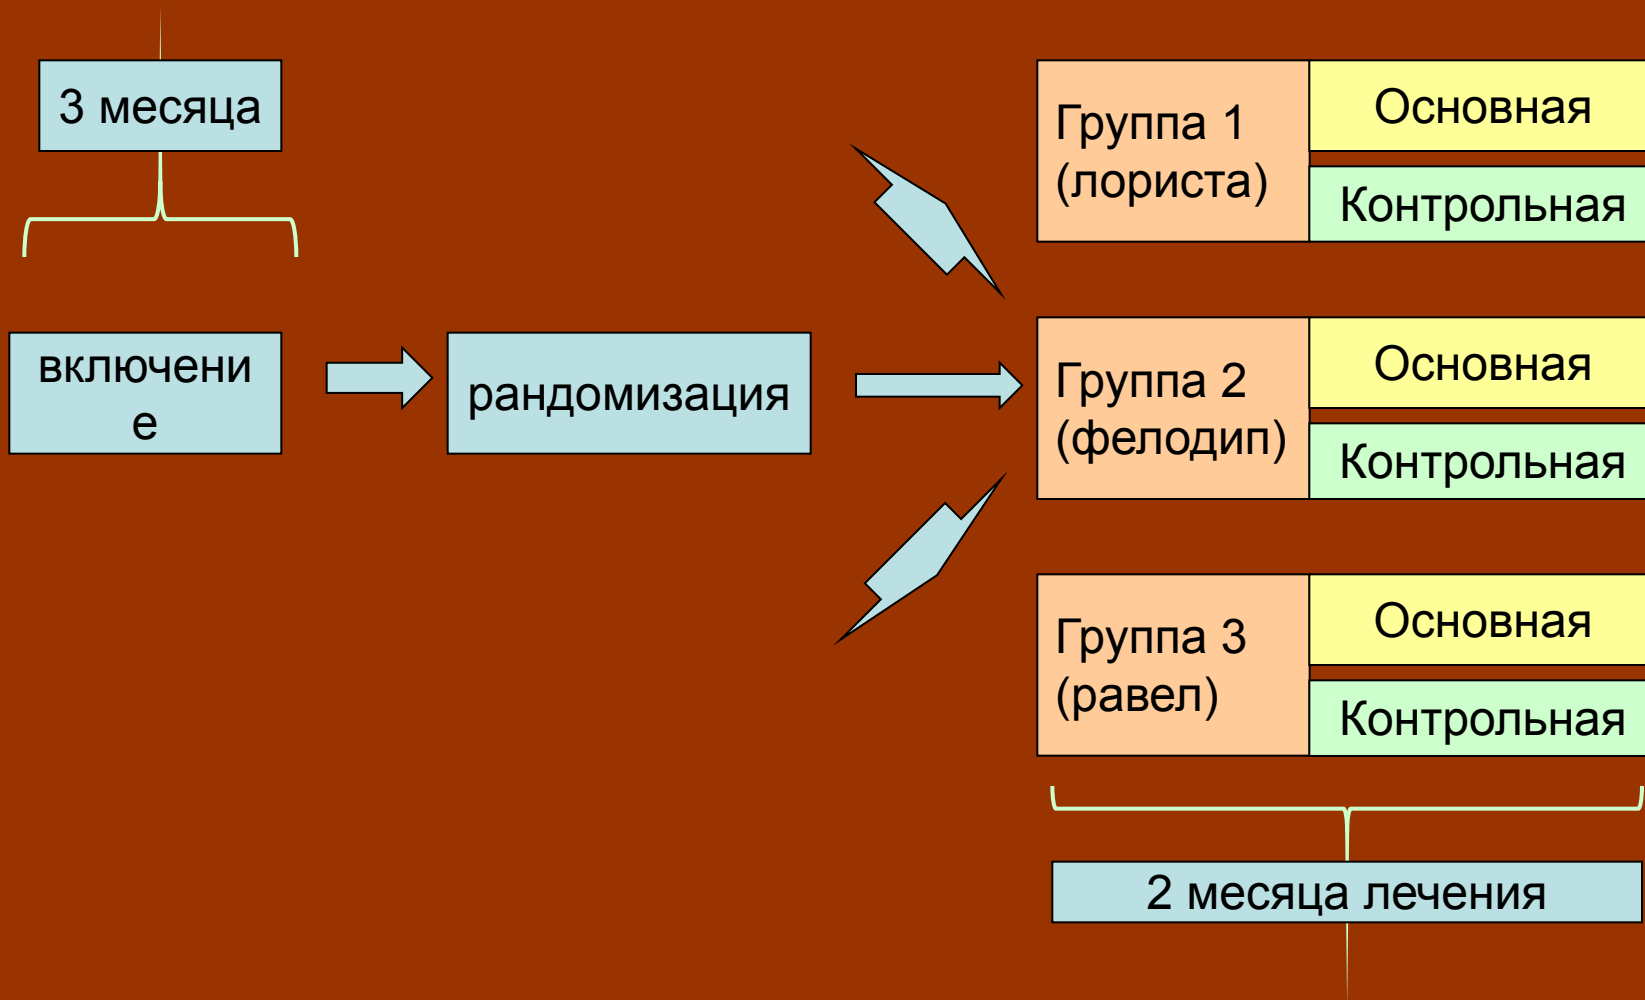 3 месяца
включени
е
рандомизация
Группа 1
(лориста)
Основная
Контрольная
Группа 2
(фелодип)
Основная
Контрольная
Группа 3
(равел)
Основная
Контрольная
2 месяца лечения